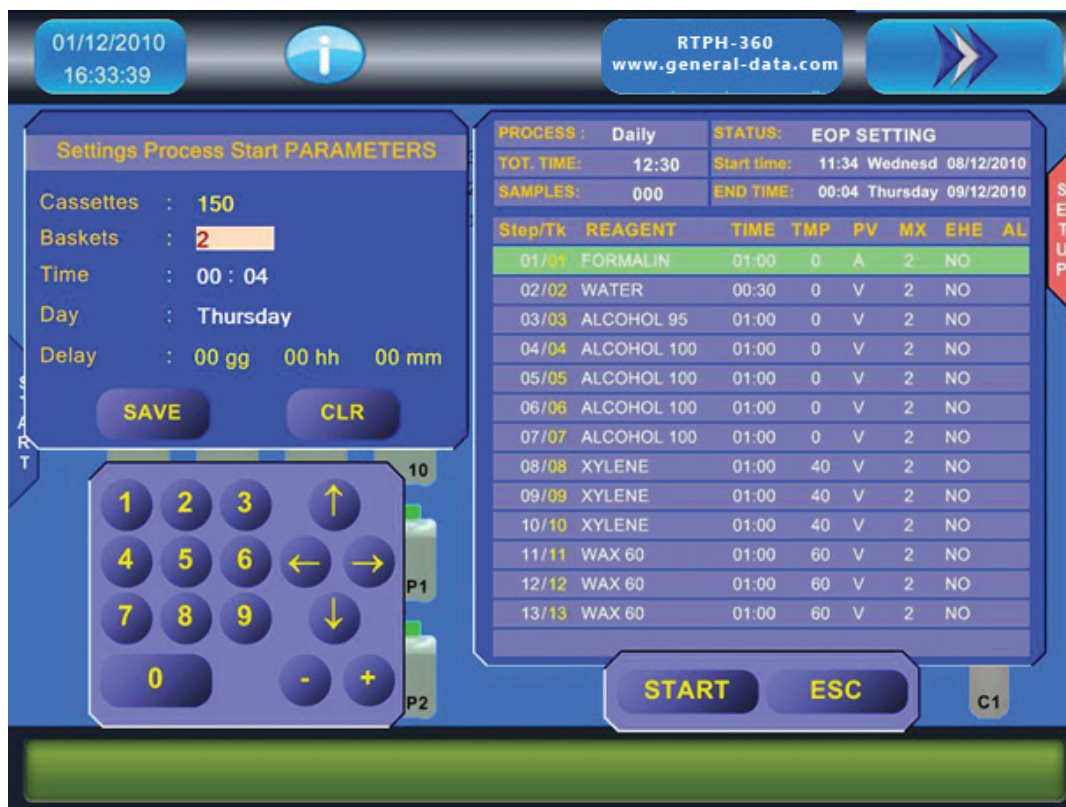 01/12/2010
16:33:39
i
RTPH-360
www.general-data.com
Settings Process Start PARAMETERS
Cassettes : 150
Baskets : 2
Time : 00 : 04
Day : Thursday
Delay : 00 gg 00 hh 00 mm
SAVE CLR
START
PROCESS : Daily STATUS: EOP SETTING
TOT. TIME: 12:30 Start time: 11:34 Wednesd 08/12/2010
SAMPLES: 000 END TIME: 00:04 Thursday 09/12/2010
Step/Tk REAGENT TIME TMP PV MX EHE AL
01/01 FORMALIN 01:00 0 A 2 NO
02/02 WATER 00:30 0 V 2 NO
03/03 ALCOHOL 95 01:00 0 V 2 NO
04/04 ALCOHOL 100 01:00 0 V 2 NO
05/05 ALCOHOL 100 01:00 0 V 2 NO
06/06 ALCOHOL 100 01:00 0 V 2 NO
07/07 ALCOHOL 100 01:00 0 V 2 NO
08/08 XYLENE 01:00 40 V 2 NO
09/09 XYLENE 01:00 40 V 2 NO
10/10 XYLENE 01:00 40 V 2 NO
11/11 WAX 60 01:00 60 V 2 NO
12/12 WAX 60 01:00 60 V 2 NO
13/13 WAX 60 01:00 60 V 2 NO
SETUP
10
P1
P2
1 2 3 ↑
4 5 6 ← →
7 8 9 ↓
0 - +
START ESC
C1